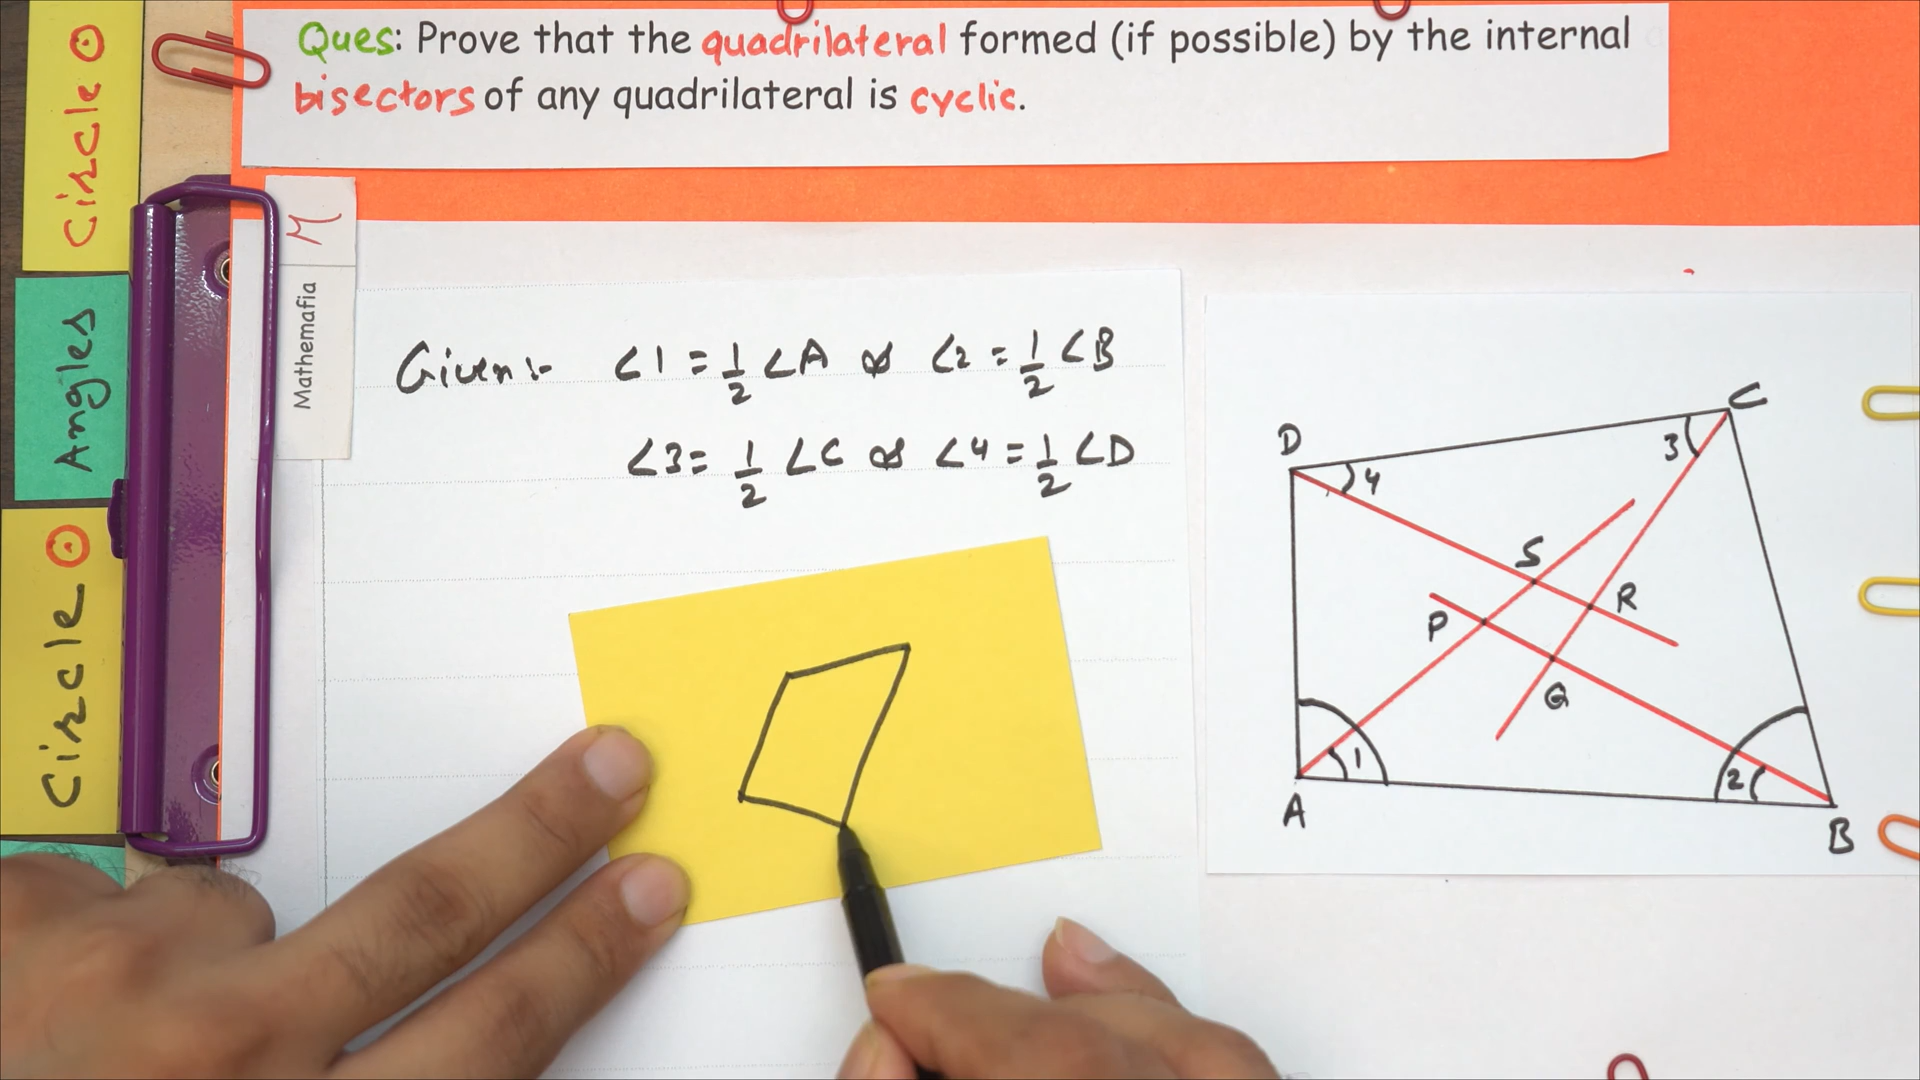 Ques: Prove that the quadrilateral formed (if possible) by the internal
bisectors of any quadrilateral is cyclic.
Circle
Angles
Circle
M
Mathemafia
Given:- ∠1 = 1/2 ∠A & ∠2 = 1/2 ∠B
∠3 = 1/2 ∠C & ∠4 = 1/2 ∠D
C
D
3
4
S
R
P
Q
1
2
A
B